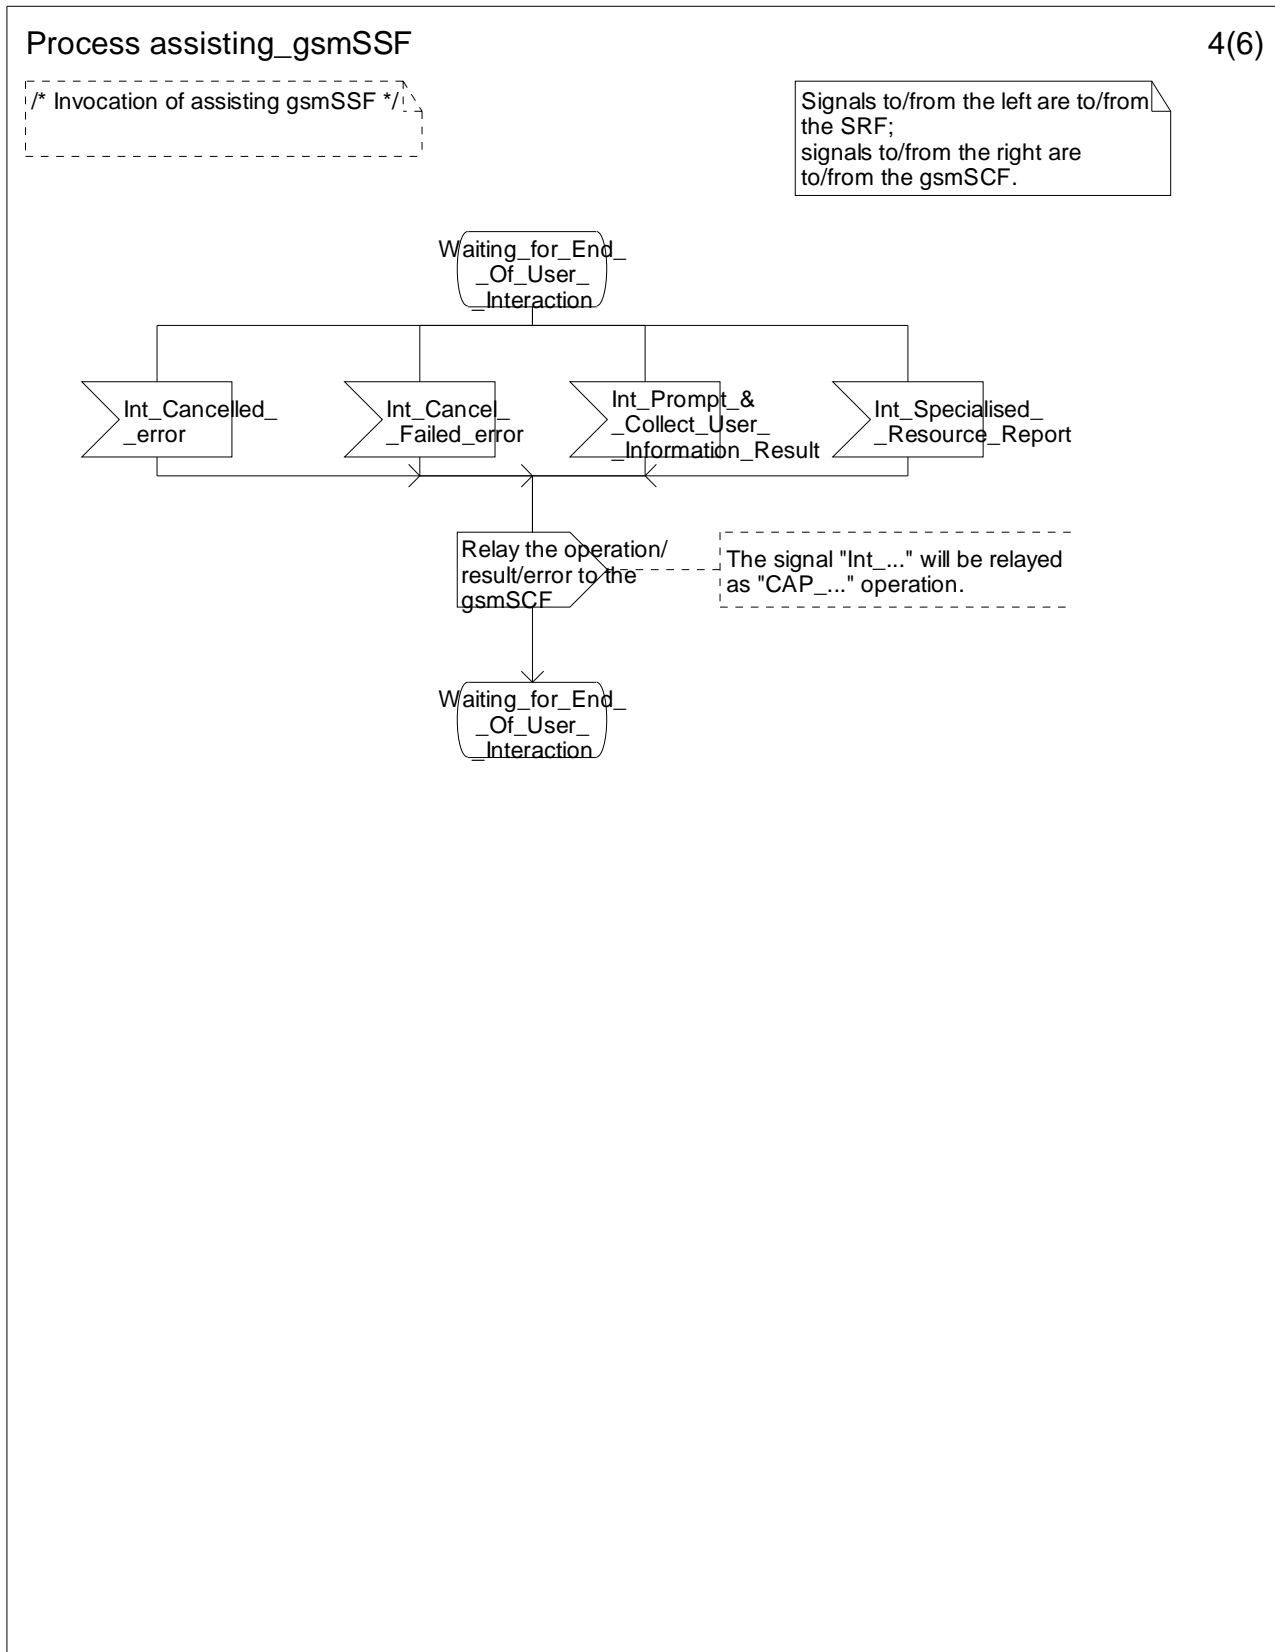 Process assisting_gsmSSF
4(6)
/* Invocation of assisting gsmSSF */
Signals to/from the left are to/from
the SRF;
signals to/from the right are
to/from the gsmSCF.
Waiting_for_End_
_Of_User_
_Interaction
Int_Cancelled_
_error
Int_Cancel_
_Failed_error
Int_Prompt_&
_Collect_User_
_Information_Result
Int_Specialised_
_Resource_Report
Relay the operation/
result/error to the
gsmSCF
The signal "Int_..." will be relayed
as "CAP_..." operation.
Waiting_for_End_
_Of_User_
_Interaction